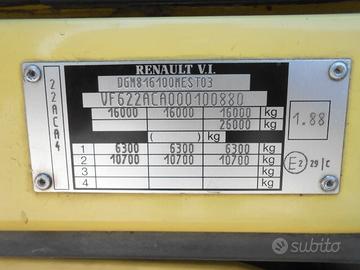 RENAULT V.I.
DGM816100MEST03
VF622ACA000100880
22ACA4
16000 16000 16000 kg
26000 kg
( ) kg
1 6300 6300 6300 kg
2 10700 10700 10700 kg
3 kg
4 kg
1.88
E2 29|C
subito